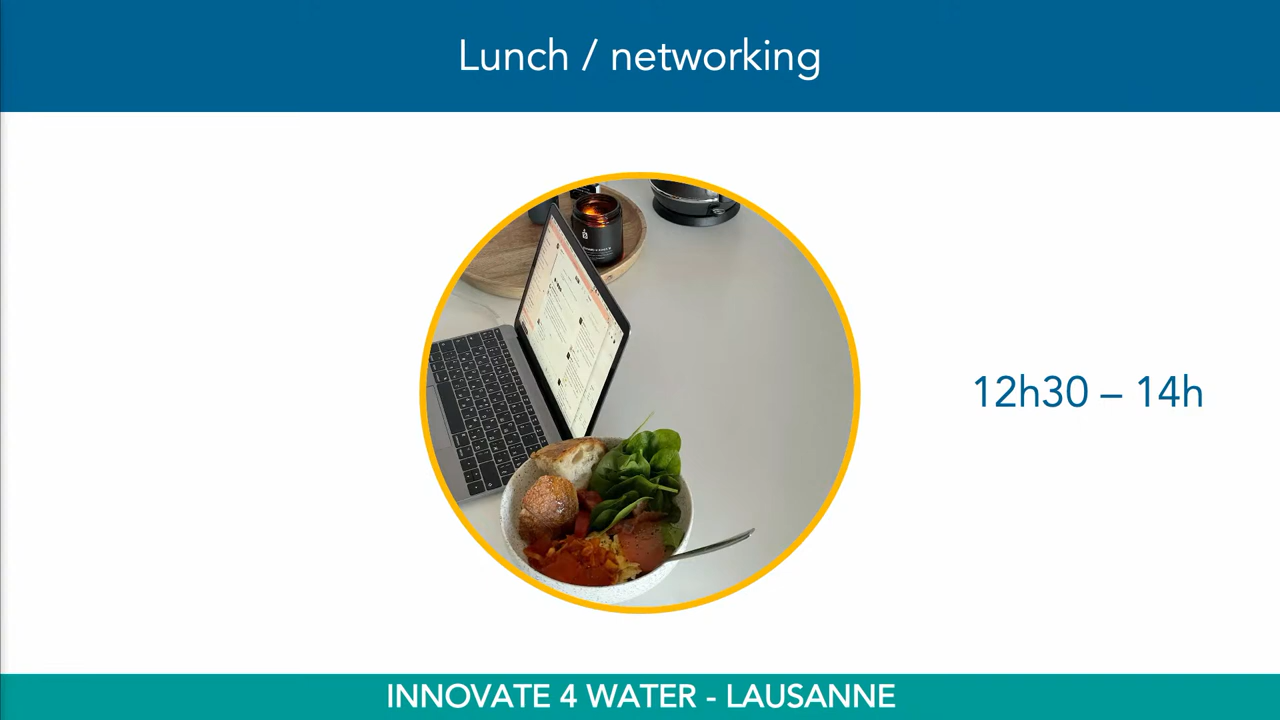 Lunch / networking
12h30 – 14h
INNOVATE 4 WATER - LAUSANNE